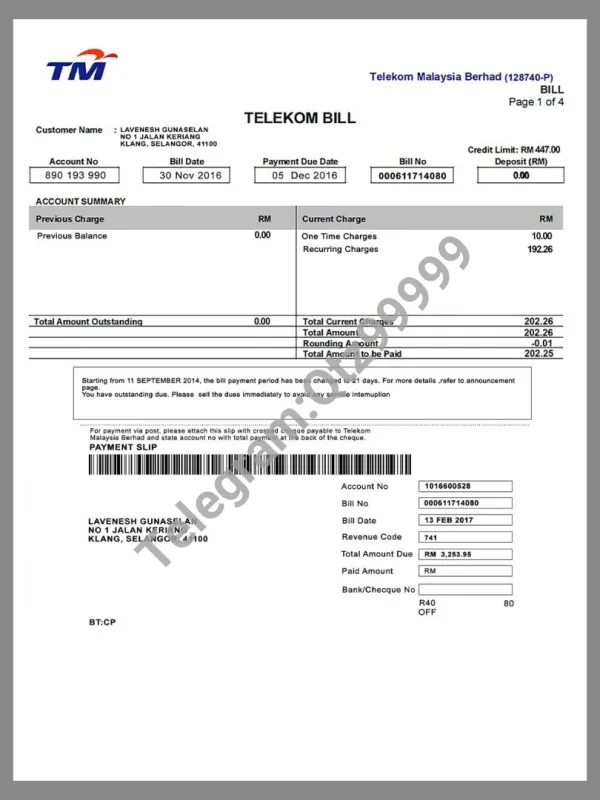 TM
Telekom Malaysia Berhad (128740-P)
BILL
Page 1 of 4
TELEKOM BILL
Customer Name : LAVENESH GUNASELAN
NO 1 JALAN KERIANG
KLANG, SELANGOR, 41100
Credit Limit: RM 447.00
Account No Bill Date Payment Due Date Bill No Deposit (RM)
890 193 990 30 Nov 2016 05 Dec 2016 000611714080 0.00
ACCOUNT SUMMARY
Previous Charge RM Current Charge RM
Previous Balance 0.00 One Time Charges 10.00
Recurring Charges 192.26
Total Amount Outstanding 0.00 Total Current Charges 202.26
Total Amount 202.26
Rounding Amount -0.01
Total Amount to be Paid 202.25
Starting from 11 SEPTEMBER 2014, the bill payment period has been changed to 21 days. For more details ,refer to announcement
page.
You have outstanding due. Please sell the dues immediately to avoid any service intemuplion
For payment via post, please attach this slip with crossed cheque payable to Telekom
Malaysia Berhad and state account no with total payment at the back of the cheque.
PAYMENT SLIP
Account No 1016600528
Bill No 000611714080
LAVENESH GUNASELAN
NO 1 JALAN KERIANG
KLANG, SELANGOR, 41100
Bill Date 13 FEB 2017
Revenue Code 741
Total Amount Due RM 3,253.95
Paid Amount RM
Bank/Checque No
R40 80
OFF
BT:CP
Telegram:Qtz99999